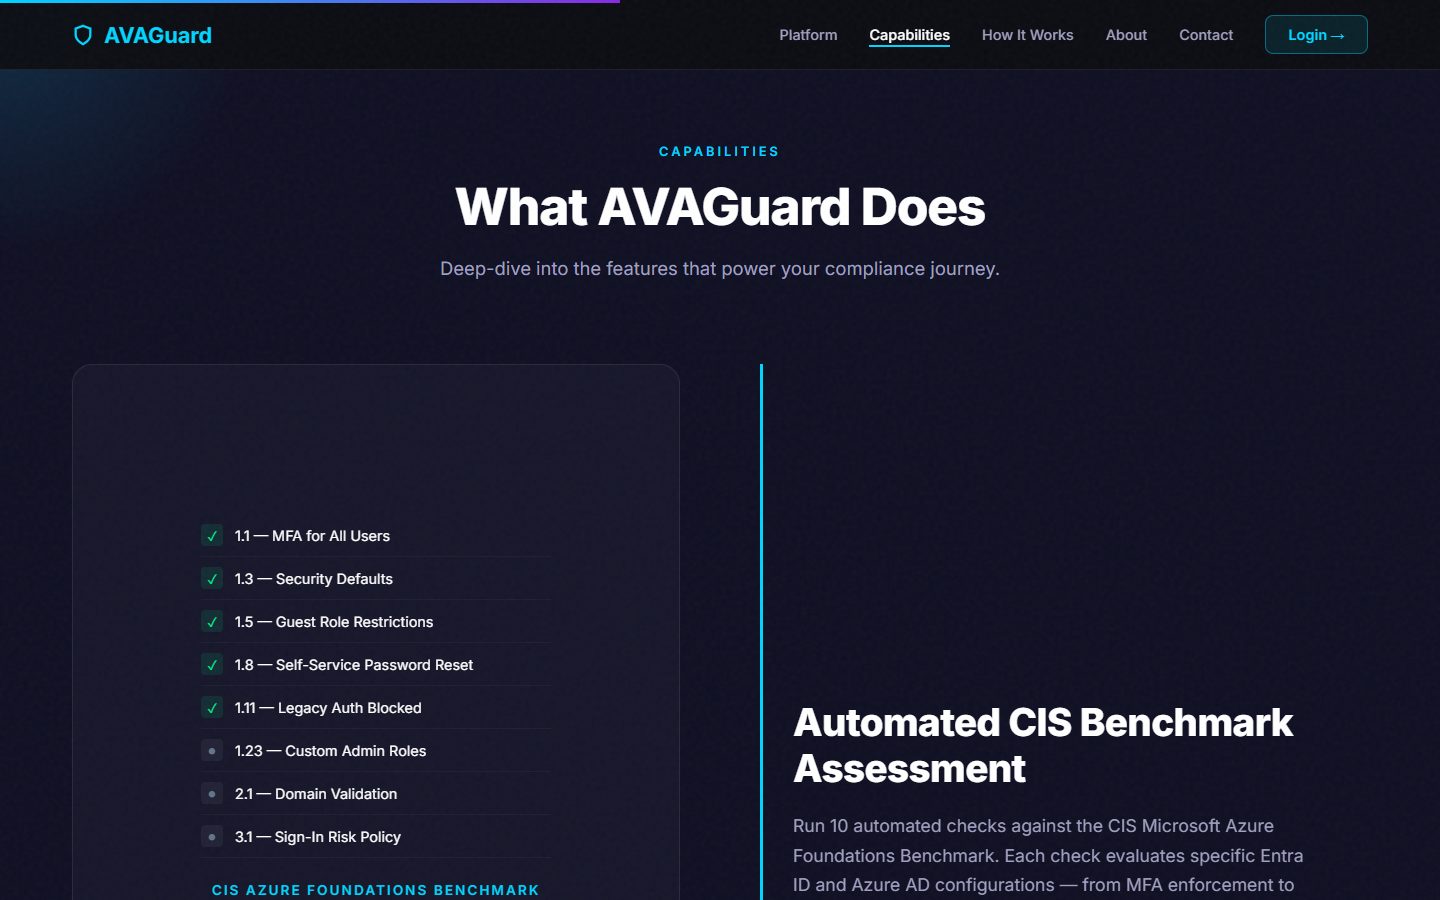 AVAGuard
Platform
Capabilities
How It Works
About
Contact
Login →
CAPABILITIES
What AVAGuard Does
Deep-dive into the features that power your compliance journey.
✓ 1.1 — MFA for All Users
✓ 1.3 — Security Defaults
✓ 1.5 — Guest Role Restrictions
✓ 1.8 — Self-Service Password Reset
✓ 1.11 — Legacy Auth Blocked
● 1.23 — Custom Admin Roles
● 2.1 — Domain Validation
● 3.1 — Sign-In Risk Policy
CIS AZURE FOUNDATIONS BENCHMARK
Automated CIS Benchmark
Assessment
Run 10 automated checks against the CIS Microsoft Azure
Foundations Benchmark. Each check evaluates specific Entra
ID and Azure AD configurations — from MFA enforcement to